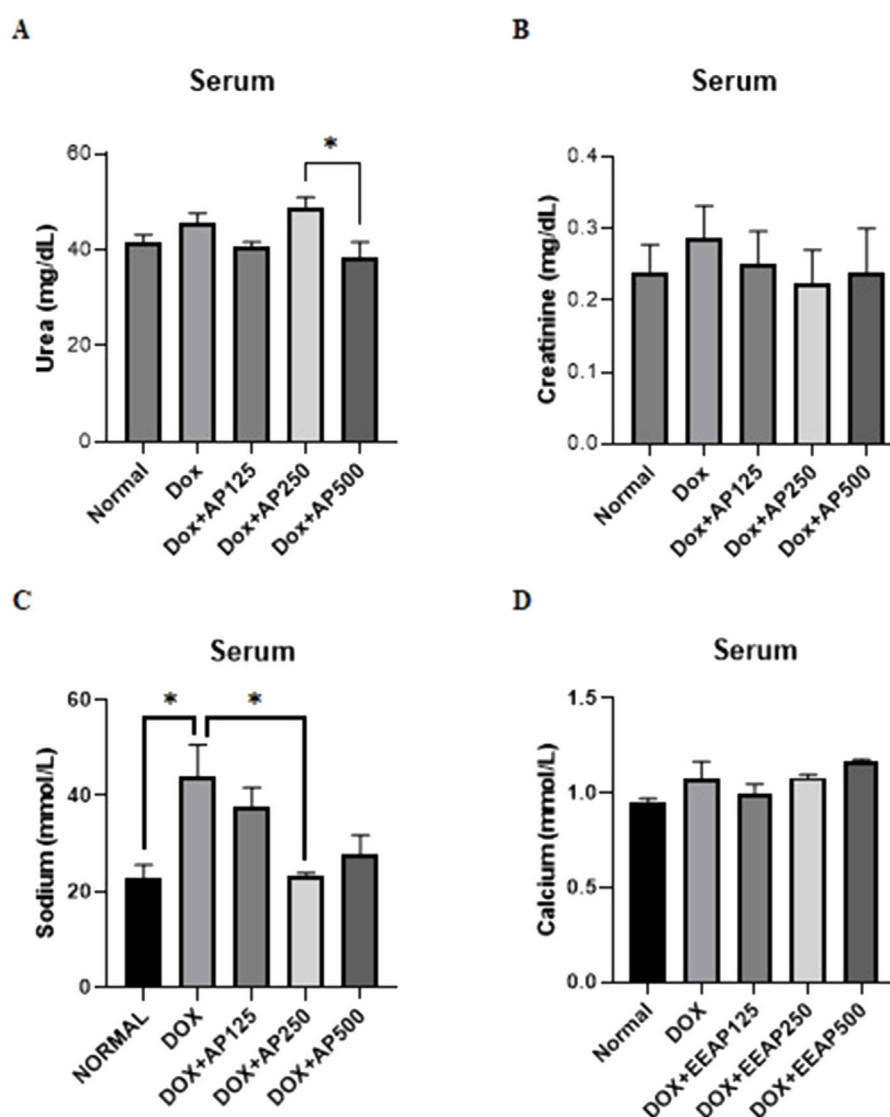 A
Serum
Urea (mg/dL)
60
40
20
0
*
Normal
Dox
Dox+AP125
Dox+AP250
Dox+AP500
B
Serum
Creatinine (mg/dL)
0.4
0.3
0.2
0.1
0.0
Normal
Dox
Dox+AP125
Dox+AP250
Dox+AP500
C
Serum
Sodium (mmol/L)
60
40
20
0
*
*
NORMAL
DOX
DOX+AP125
DOX+AP250
DOX+AP500
D
Serum
Calcium (mmol/L)
1.5
1.0
0.5
0.0
Normal
DOX
DOX+EEAP125
DOX+EEAP250
DOX+EEAP500